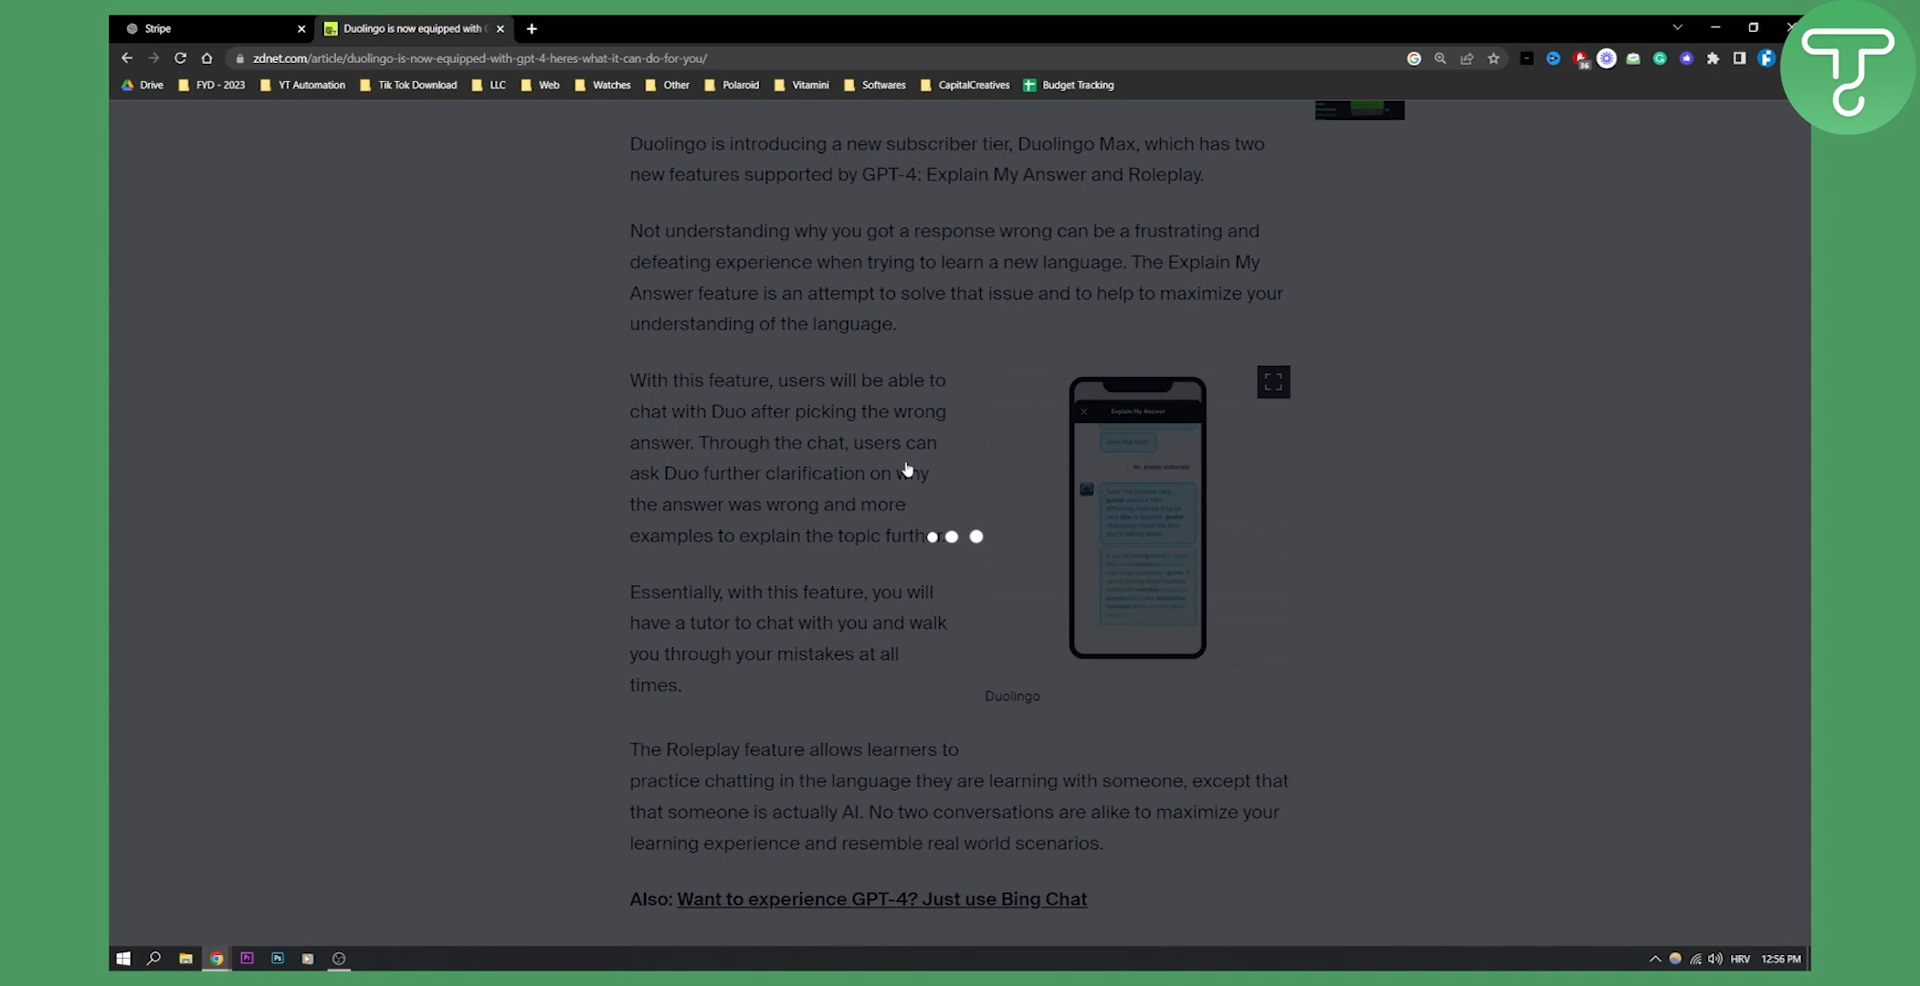 Stripe
Duolingo is now equipped with
zdnet.com/article/duolingo-is-now-equipped-with-gpt-4-heres-what-it-can-do-for-you/
36
Drive FYD - 2023 YT Automation Tik Tok Download LLC Web Watches Other Polaroid Vitamini Softwares CapitalCreatives Budget Tracking
Duolingo is introducing a new subscriber tier, Duolingo Max, which has two
new features supported by GPT-4: Explain My Answer and Roleplay.
Not understanding why you got a response wrong can be a frustrating and
defeating experience when trying to learn a new language. The Explain My
Answer feature is an attempt to solve that issue and to help to maximize your
understanding of the language.
With this feature, users will be able to
chat with Duo after picking the wrong
answer. Through the chat, users can
ask Duo further clarification on why
the answer was wrong and more
examples to explain the topic further
Explain My Answer
No, please elaborate
Essentially, with this feature, you will
have a tutor to chat with you and walk
you through your mistakes at all
times.
Duolingo
The Roleplay feature allows learners to
practice chatting in the language they are learning with someone, except that
that someone is actually AI. No two conversations are alike to maximize your
learning experience and resemble real world scenarios.
Also: Want to experience GPT-4? Just use Bing Chat
Pr Ps HRV 12:56 PM